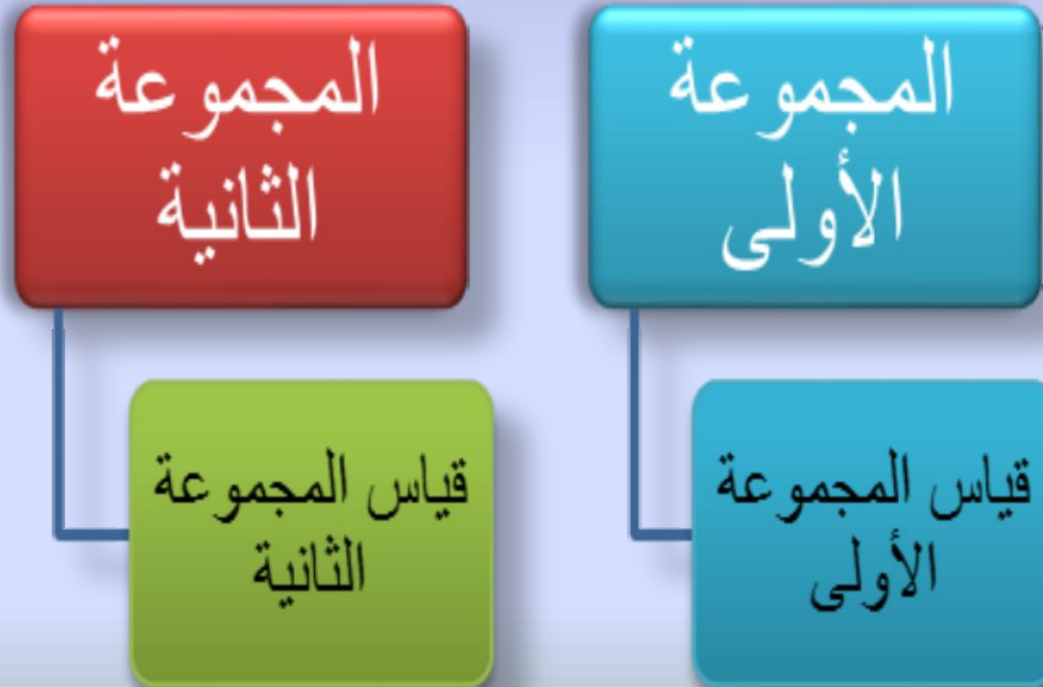 المجموعة
الأولى
قياس المجموعة
الأولى
المجموعة
الثانية
قياس المجموعة
الثانية